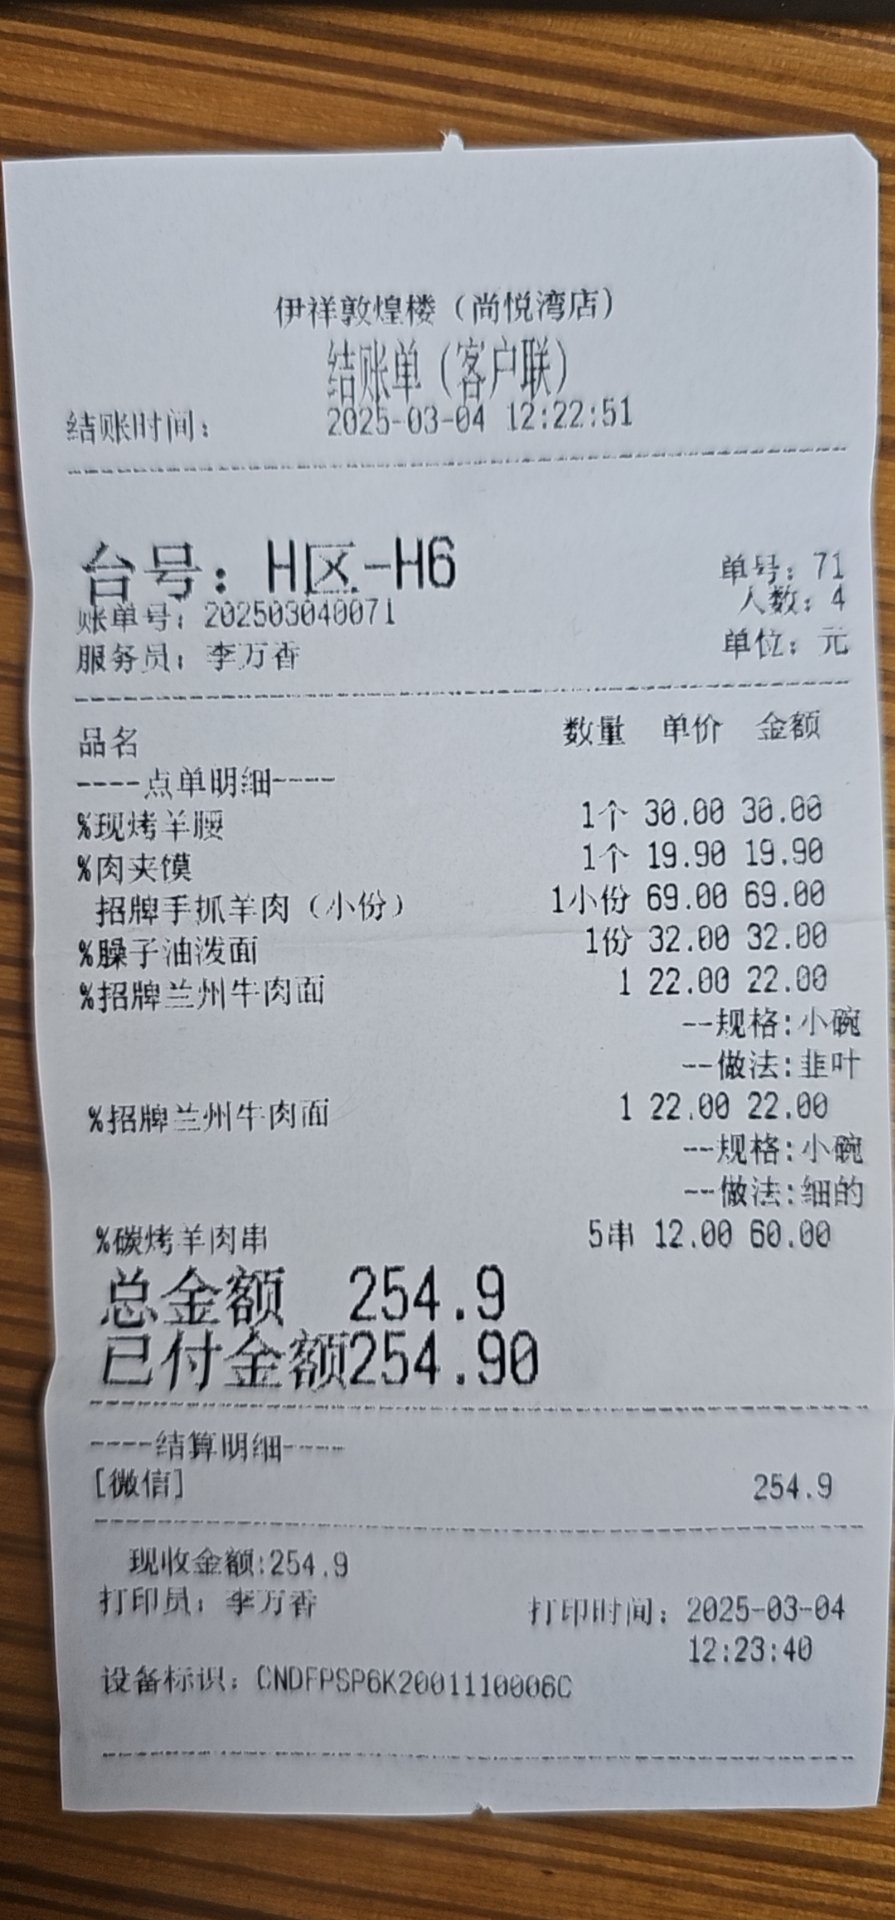 伊祥敦煌楼（尚悦湾店）
结账单（客户联）
结账时间： 2025-03-04 12:22:51
台号：H区-H6 单号：71
人数：4
账单号：202503040071
服务员：李万香 单位：元
品名 数量 单价 金额
----点单明细----
%现烤羊腰 1个 30.00 30.00
%肉夹馍 1个 19.90 19.90
招牌手抓羊肉（小份） 1小份 69.00 69.00
%臊子油泼面 1份 32.00 32.00
%招牌兰州牛肉面 1 22.00 22.00
--规格:小碗
--做法:韭叶
%招牌兰州牛肉面 1 22.00 22.00
--规格:小碗
--做法:细的
%碳烤羊肉串 5串 12.00 60.00
总金额 254.9
已付金额254.90
----结算明细----
[微信] 254.9
现收金额:254.9
打印员：李万香 打印时间：2025-03-04
12:23:40
设备标识：CNDFPSP6K2001110006C